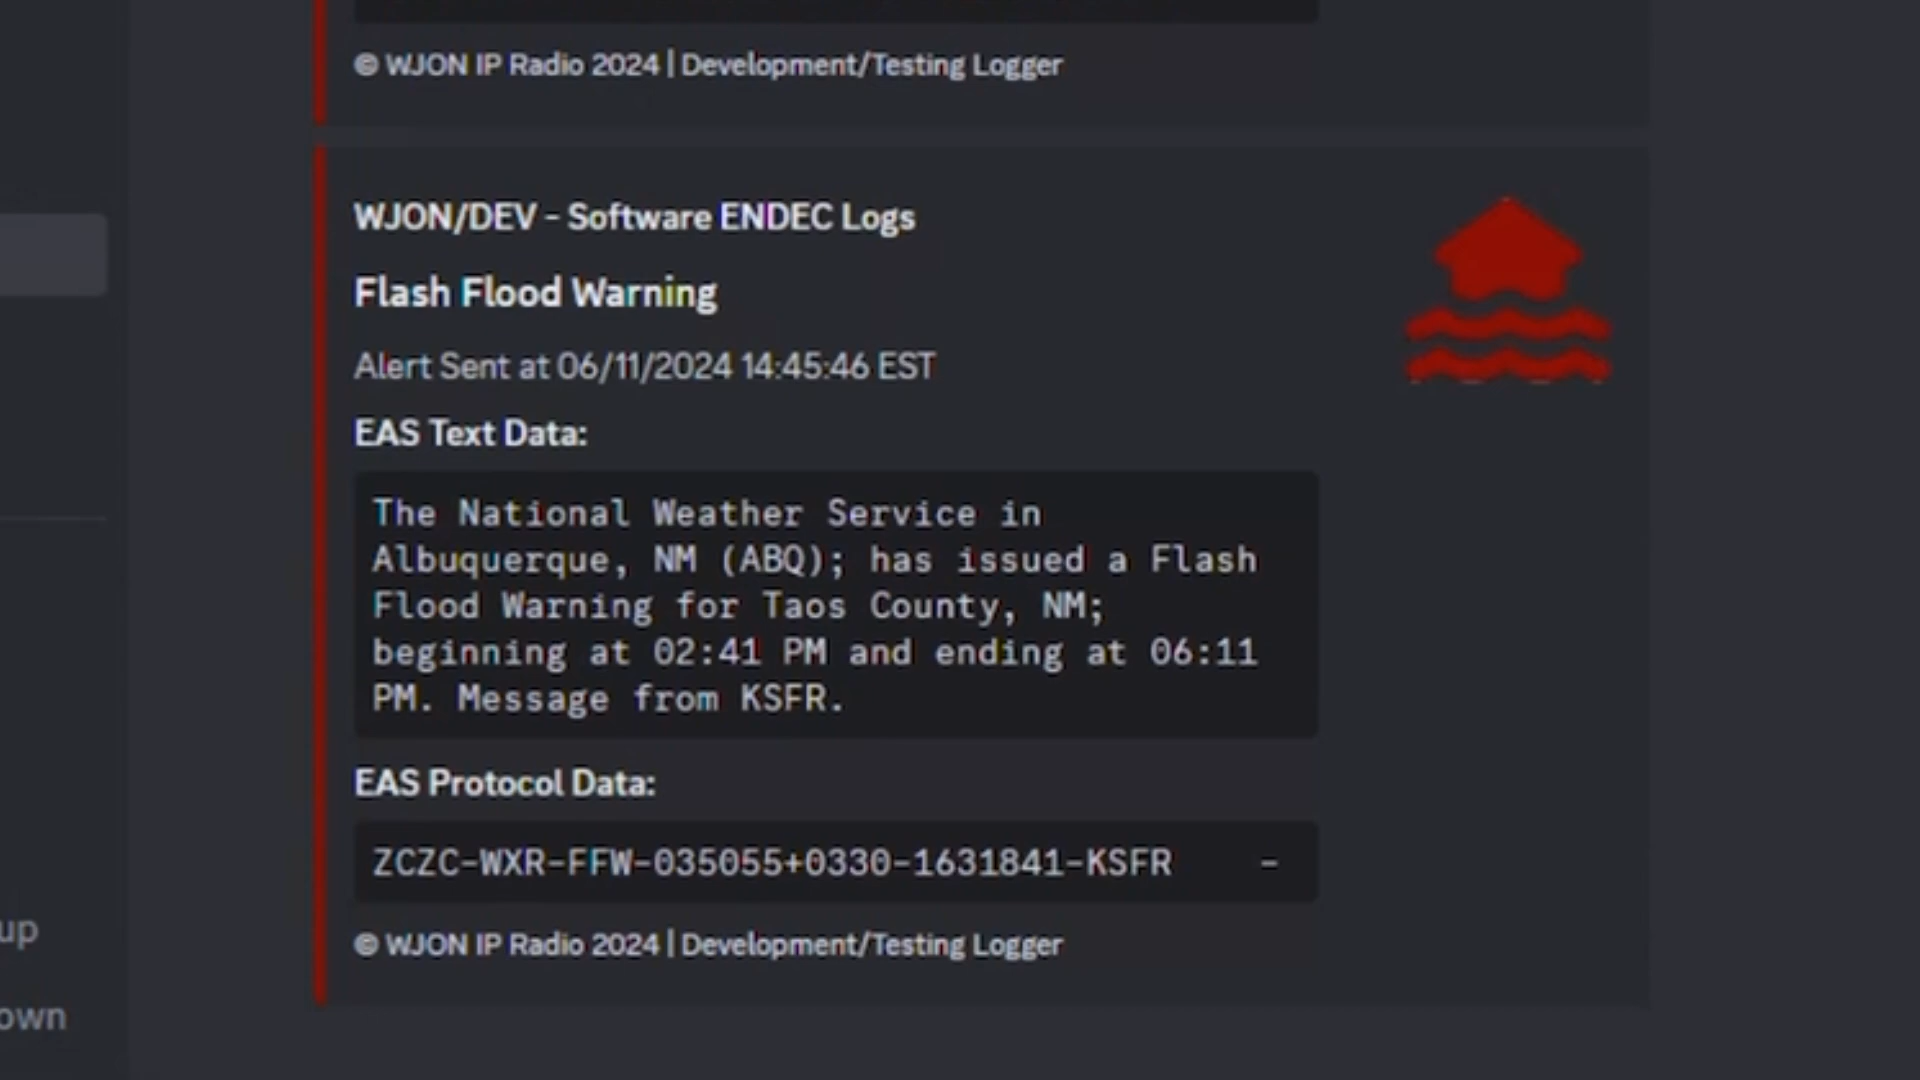 © WJON IP Radio 2024 | Development/Testing Logger
WJON/DEV - Software ENDEC Logs
Flash Flood Warning
Alert Sent at 06/11/2024 14:45:46 EST
EAS Text Data:
The National Weather Service in
Albuquerque, NM (ABQ); has issued a Flash
Flood Warning for Taos County, NM;
beginning at 02:41 PM and ending at 06:11
PM. Message from KSFR.
EAS Protocol Data:
ZCZC-WXR-FFW-035055+0330-1631841-KSFR    -
up
© WJON IP Radio 2024 | Development/Testing Logger
own